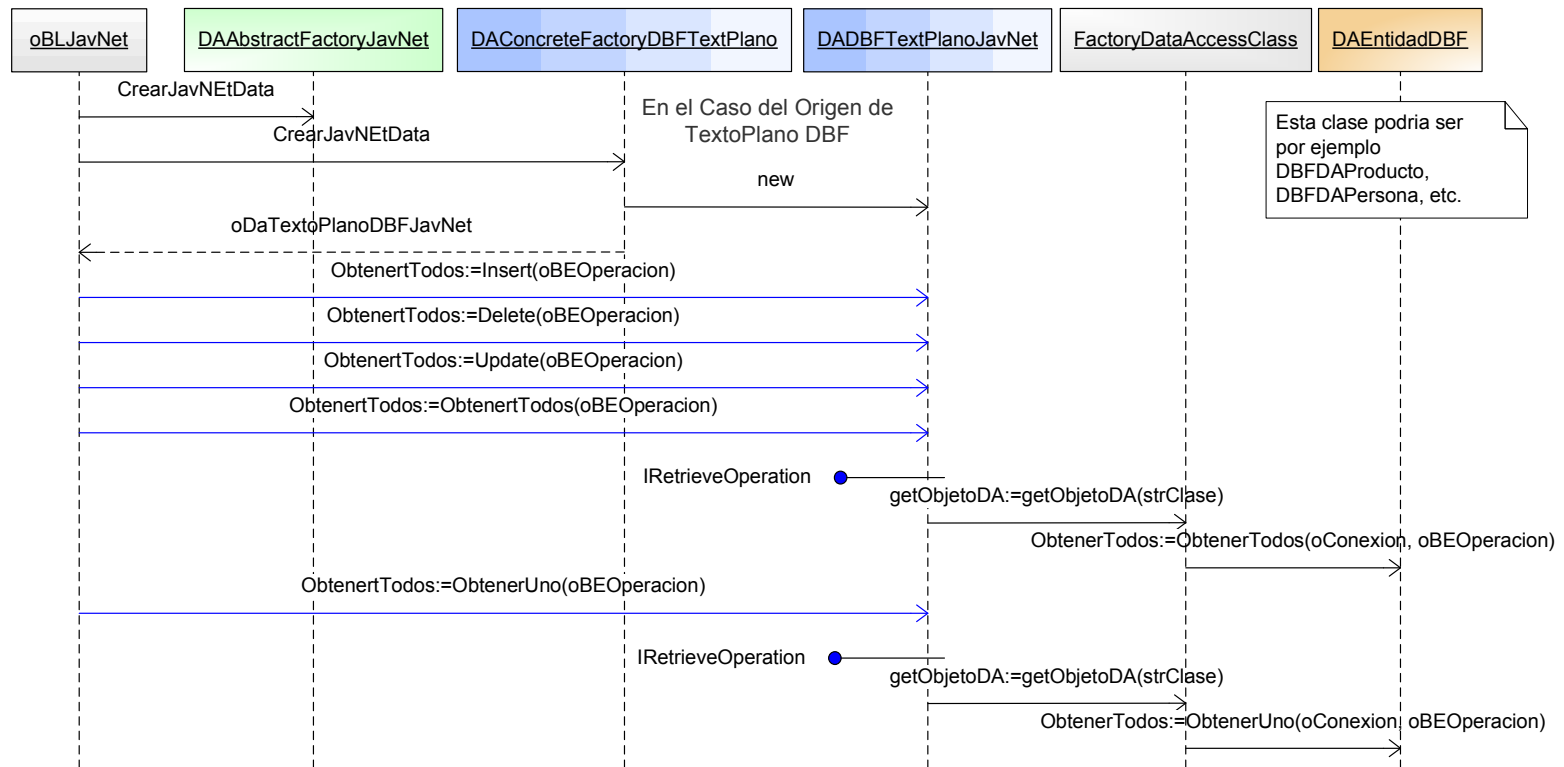 oBLJavNet
DAAbstractFactoryJavNet
DAConcreteFactoryDBFTextPlano
DADBFTextPlanoJavNet
FactoryDataAccessClass
DAEntidadDBF
CrearJavNEtData
En el Caso del Origen de
TextoPlano DBF
Esta clase podria ser
por ejemplo
DBFDAProducto,
DBFDAPersona, etc.
CrearJavNEtData
new
oDaTextoPlanoDBFJavNet
ObtenertTodos:=Insert(oBEOperacion)
ObtenertTodos:=Delete(oBEOperacion)
ObtenertTodos:=Update(oBEOperacion)
ObtenertTodos:=ObtenertTodos(oBEOperacion)
IRetrieveOperation
getObjetoDA:=getObjetoDA(strClase)
ObtenerTodos:=ObtenerTodos(oConexion, oBEOperacion)
ObtenertTodos:=ObtenerUno(oBEOperacion)
IRetrieveOperation
getObjetoDA:=getObjetoDA(strClase)
ObtenerTodos:=ObtenerUno(oConexion, oBEOperacion)